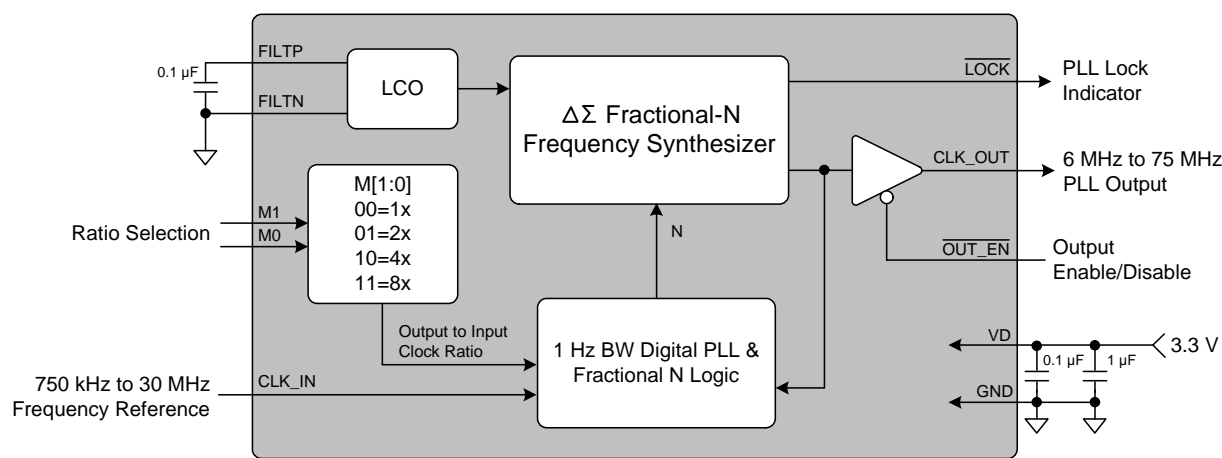 FILTP
0.1 µF
FILTN
LCO
ΔΣ Fractional-N
Frequency Synthesizer
LOCK
PLL Lock
Indicator
CLK_OUT
6 MHz to 75 MHz
PLL Output
M[1:0]
00=1x
01=2x
10=4x
11=8x
Ratio Selection
M1
M0
N
OUT_EN
Output
Enable/Disable
Output to Input
Clock Ratio
1 Hz BW Digital PLL &
Fractional N Logic
750 kHz to 30 MHz
Frequency Reference
CLK_IN
VD
0.1 µF
1 µF
3.3 V
GND